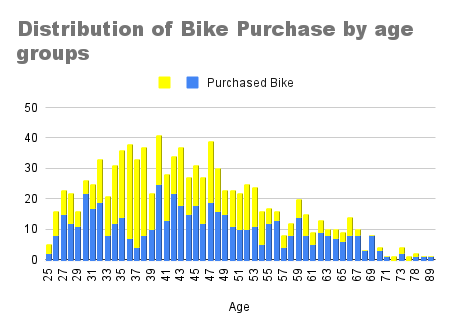 Distribution of Bike Purchase by age
groups
Purchased Bike
50
40
30
20
10
0
25 27 29 31 33 35 37 39 41 43 45 47 49 51 53 55 57 59 61 63 65 67 69 71 73 78 89
Age